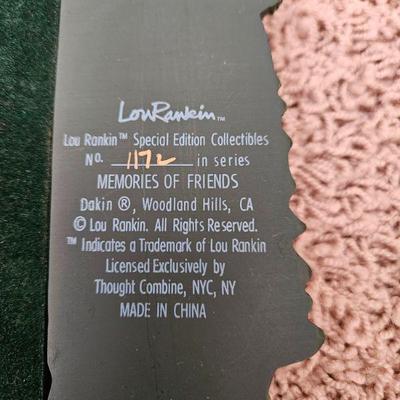 Lou Rankin™
Lou Rankin™ Special Edition Collectibles
No. 1172 in series
MEMORIES OF FRIENDS
Dakin ®, Woodland Hills, CA
© Lou Rankin. All Rights Reserved.
™ Indicates a Trademark of Lou Rankin
Licensed Exclusively by
Thought Combine, NYC, NY
MADE IN CHINA